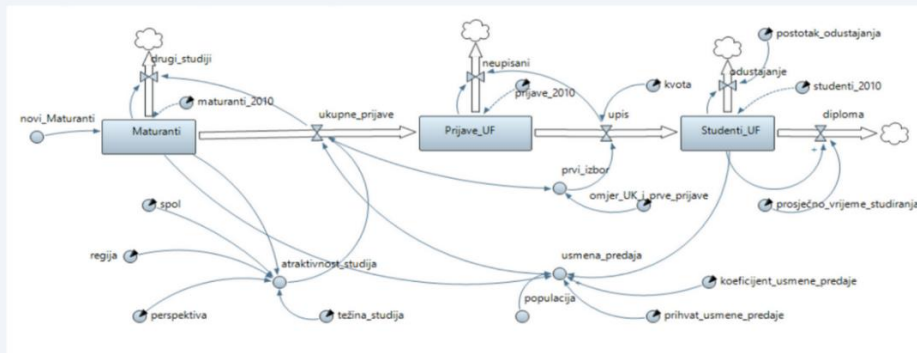 postotak_odustajanja
drugi_studiji
neupisani
odustajanje
maturanti_2010
prijave_2010
kvota
studenti_2010
novi_Maturanti
ukupne_prijave
upis
diploma
Maturanti
Prijave_UF
Studenti_UF
prvi_izbor
omjer_UK_i_prve_prijave
prosječno_vrijeme_studiranja
spol
regija
atraktivnost_studija
usmena_predaja
koeficijent_usmene_predaje
populacija
perspektiva
težina_studija
prihvat_usmene_predaje